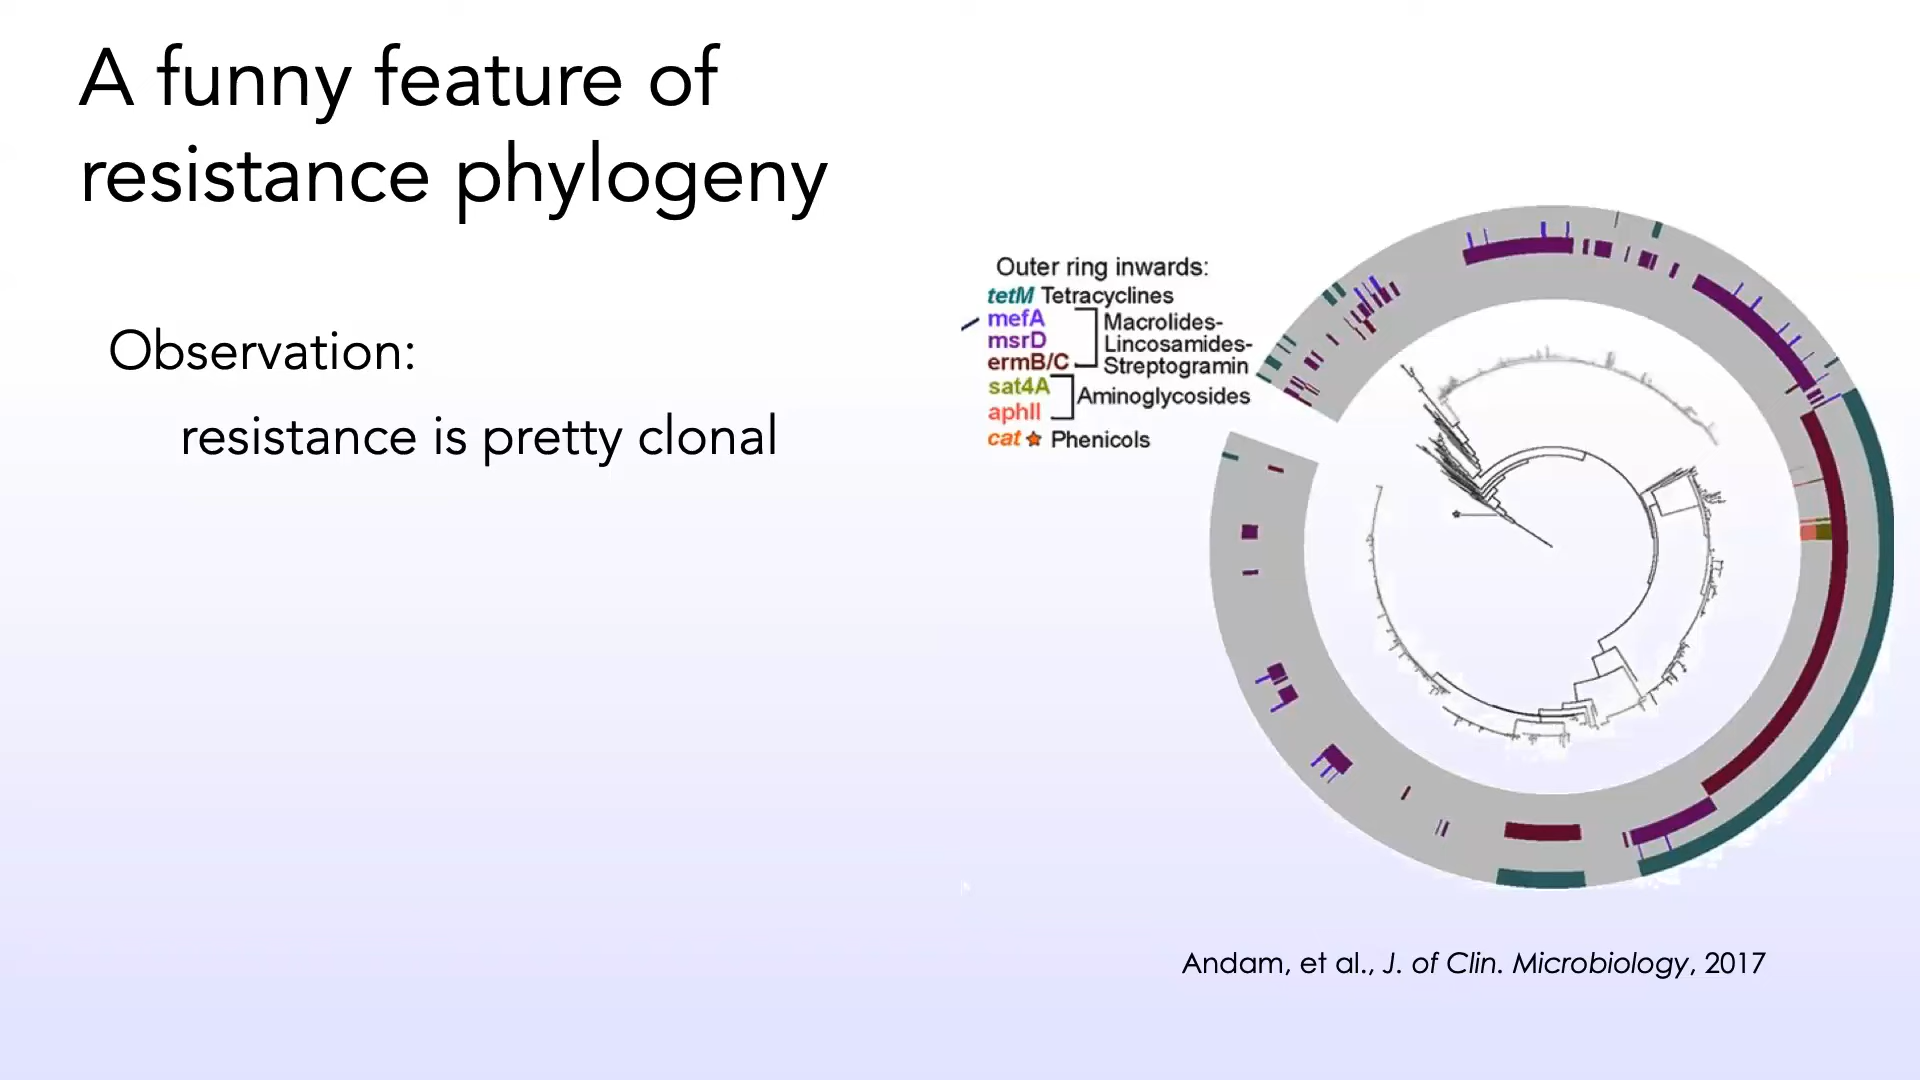 A funny feature of
resistance phylogeny
Observation:
resistance is pretty clonal
Outer ring inwards:
tetM Tetracyclines
mefA
msrD
ermB/C
Macrolides-
Lincosamides-
Streptogramin
sat4A
aphII
Aminoglycosides
cat Phenicols
Andam, et al., J. of Clin. Microbiology, 2017